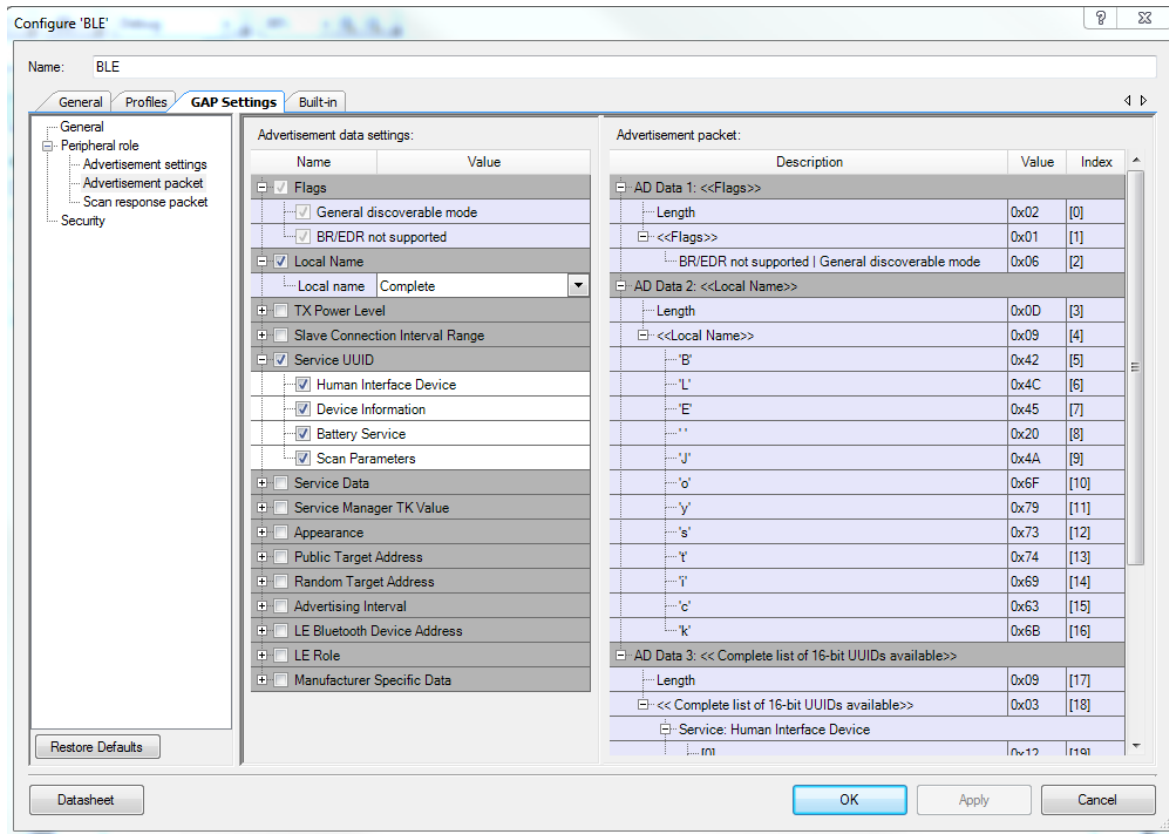 Configure 'BLE'
Name: BLE
General Profiles GAP Settings Built-in
General
Peripheral role
Advertisement settings
Advertisement packet
Scan response packet
Security
Restore Defaults
Advertisement data settings:
Name Value
Flags
General discoverable mode
BR/EDR not supported
Local Name
Local name Complete
TX Power Level
Slave Connection Interval Range
Service UUID
Human Interface Device
Device Information
Battery Service
Scan Parameters
Service Data
Service Manager TK Value
Appearance
Public Target Address
Random Target Address
Advertising Interval
LE Bluetooth Device Address
LE Role
Manufacturer Specific Data
Advertisement packet:
Description Value Index
AD Data 1: <<Flags>>
Length 0x02 [0]
<<Flags>> 0x01 [1]
BR/EDR not supported | General discoverable mode 0x06 [2]
AD Data 2: <<Local Name>>
Length 0x0D [3]
<<Local Name>> 0x09 [4]
'B' 0x42 [5]
'L' 0x4C [6]
'E' 0x45 [7]
' ' 0x20 [8]
'J' 0x4A [9]
'o' 0x6F [10]
'y' 0x79 [11]
's' 0x73 [12]
't' 0x74 [13]
'i' 0x69 [14]
'c' 0x63 [15]
'k' 0x6B [16]
AD Data 3: << Complete list of 16-bit UUIDs available>>
Length 0x09 [17]
<< Complete list of 16-bit UUIDs available>> 0x03 [18]
Service: Human Interface Device
[0] 0x12 [19]
Datasheet OK Apply Cancel